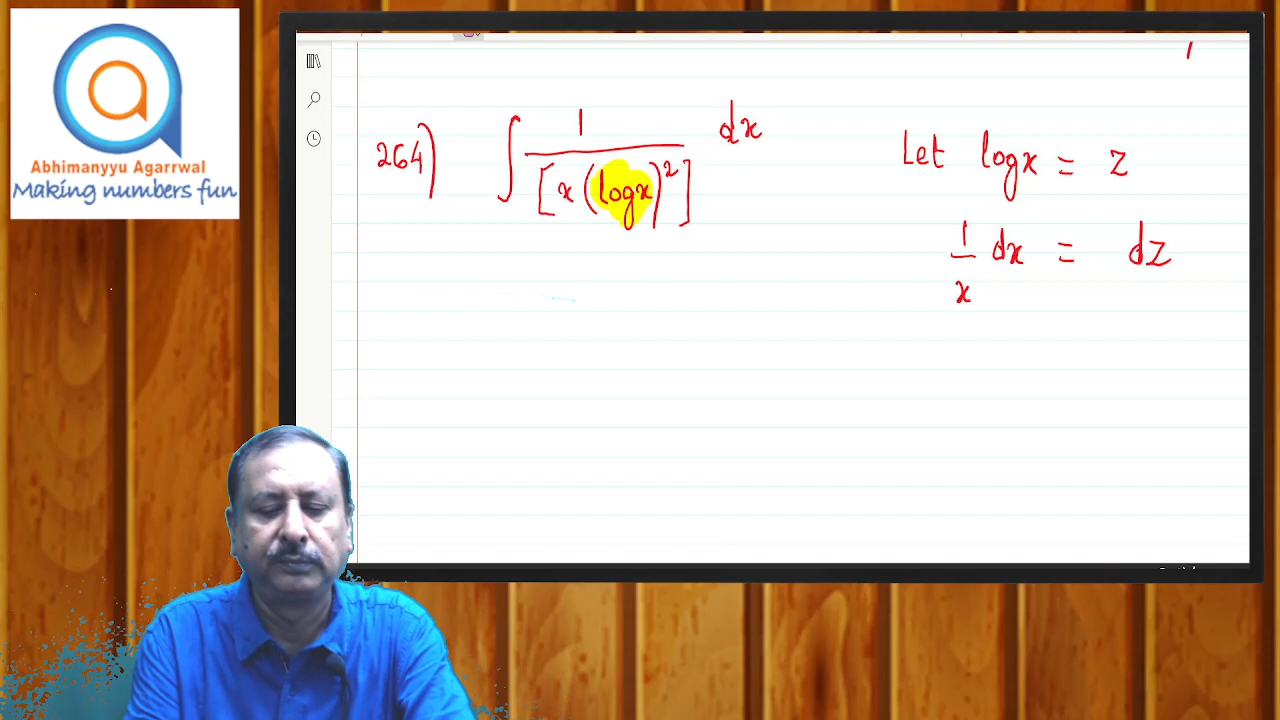 Abhimanyyu Agarrwal
Making numbers fun
264) ∫ 1/[x (logx)²] dx
Let logx = z
1/x dx = dz